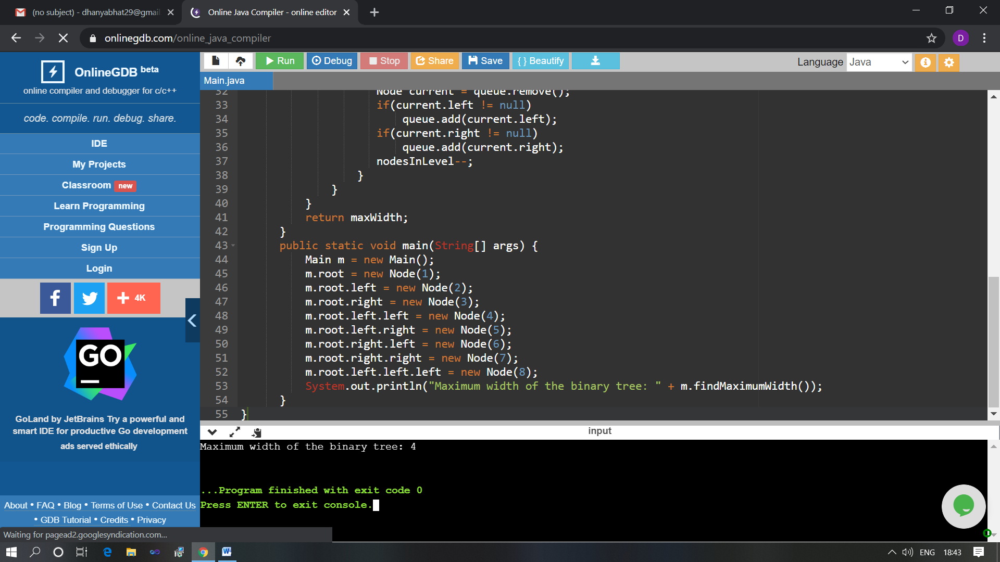 (no subject) - dhanyabhat29@gmai
Online Java Compiler - online editor
onlinegdb.com/online_java_compiler
D
OnlineGDB beta
online compiler and debugger for c/c++
code. compile. run. debug. share.
IDE
My Projects
Classroom new
Learn Programming
Programming Questions
Sign Up
Login
4K
GO
GoLand by JetBrains Try a powerful and
smart IDE for productive Go development
ads served ethically
About • FAQ • Blog • Terms of Use • Contact Us
• GDB Tutorial • Credits • Privacy
Waiting for pagead2.googlesyndication.com...
Run Debug Stop Share Save { } Beautify
Language Java
Main.java
32 Node current = queue.remove();
33 if(current.left != null)
34 queue.add(current.left);
35 if(current.right != null)
36 queue.add(current.right);
37 nodesInLevel--;
38 }
39 }
40 }
41 return maxWidth;
42 }
43 public static void main(String[] args) {
44 Main m = new Main();
45 m.root = new Node(1);
46 m.root.left = new Node(2);
47 m.root.right = new Node(3);
48 m.root.left.left = new Node(4);
49 m.root.left.right = new Node(5);
50 m.root.right.left = new Node(6);
51 m.root.right.right = new Node(7);
52 m.root.left.left.left = new Node(8);
53 System.out.println("Maximum width of the binary tree: " + m.findMaximumWidth());
54 }
55 }
input
Maximum width of the binary tree: 4
...Program finished with exit code 0
Press ENTER to exit console.
ENG 18:43